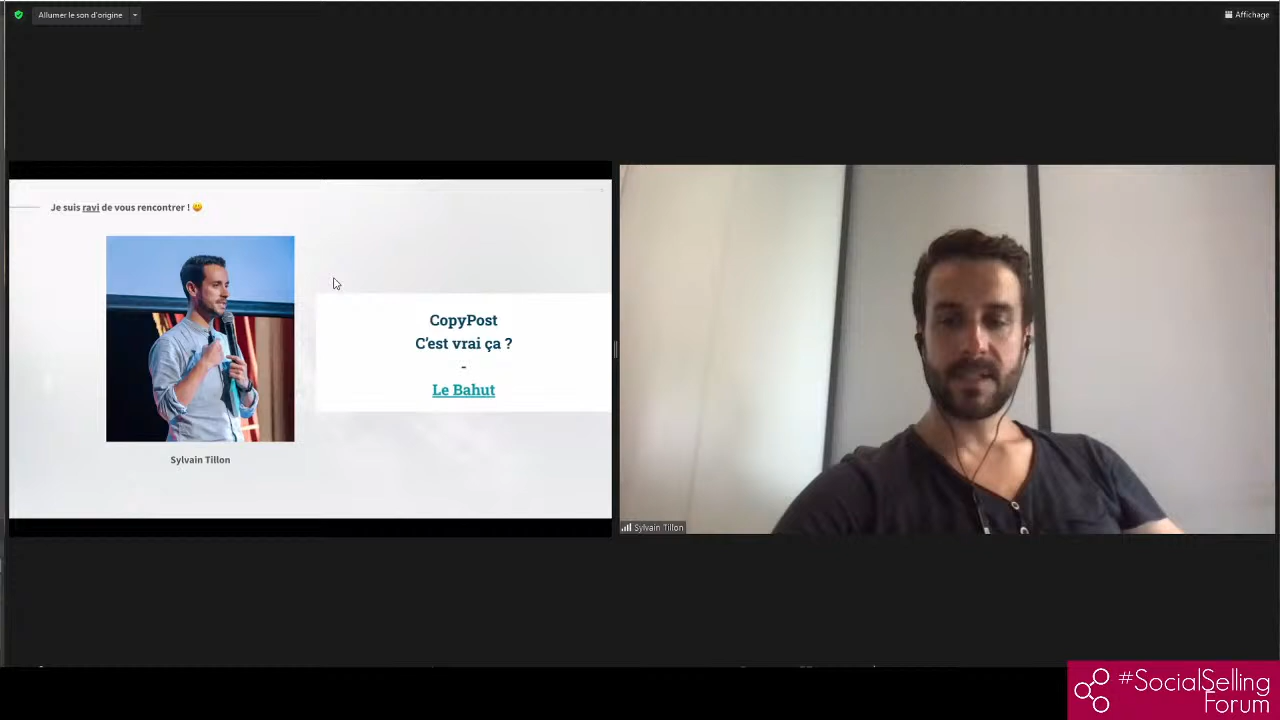 Allumer le son d'origine
Affichage
Je suis ravi de vous rencontrer ! 😀
CopyPost
C'est vrai ça ?
-
Le Bahut
Sylvain Tillon
Sylvain Tillon
#SocialSelling
Forum